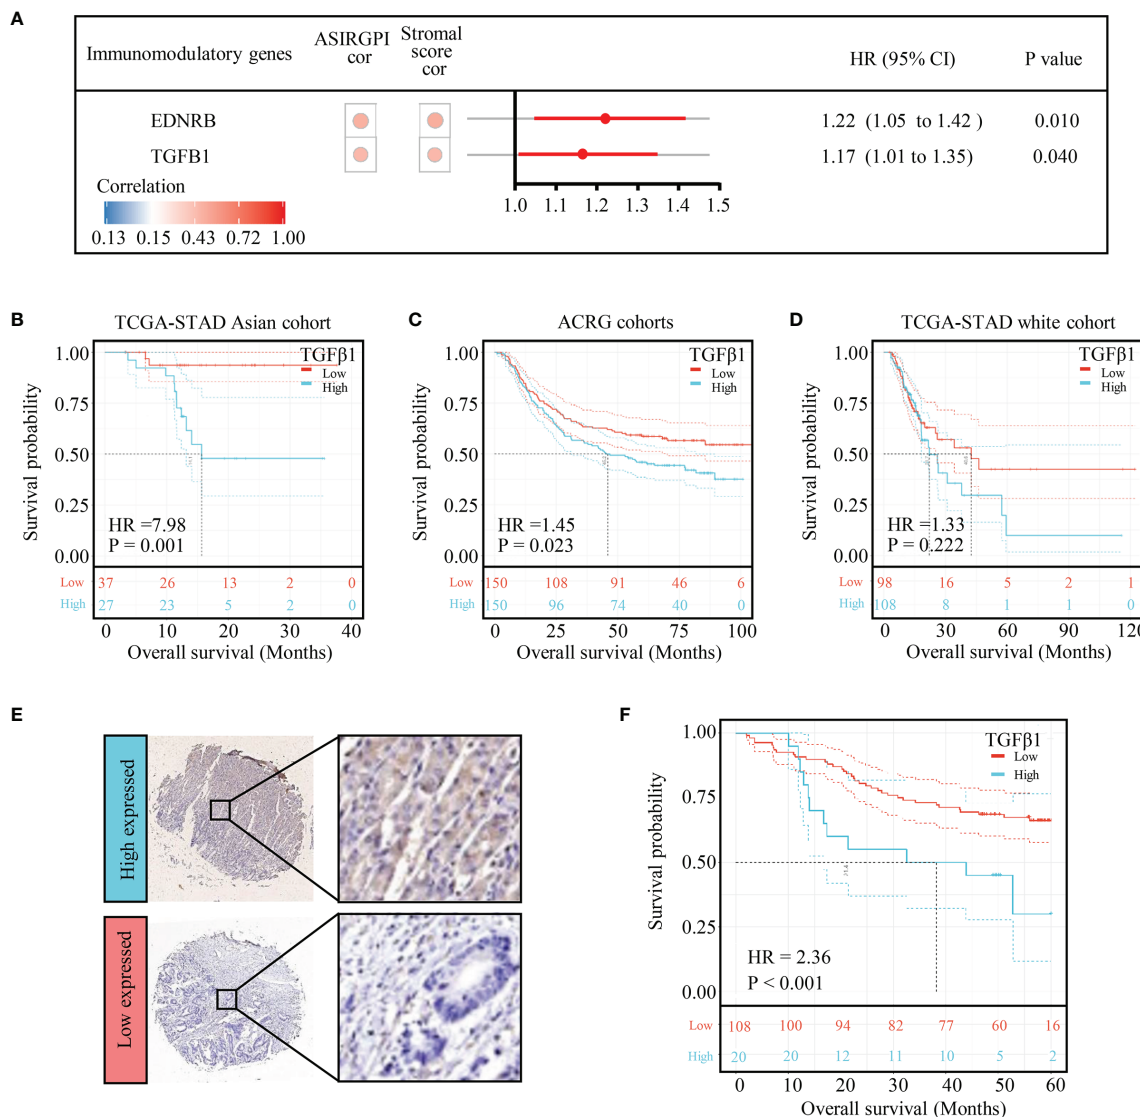 A
Immunomodulatory genes
ASIRGPI
cor
Stromal
score
cor
HR (95% CI)
P value
EDNRB
1.22 (1.05 to 1.42 )
0.010
TGFB1
1.17 (1.01 to 1.35)
0.040
Correlation
0.13 0.15 0.43 0.72 1.00
1.0 1.1 1.2 1.3 1.4 1.5
B
TCGA-STAD Asian cohort
TGFβ1
Low
High
Survival probability
1.00
0.75
0.50
0.25
0.00
HR =7.98
P = 0.001
Low 37 26 13 2 0
High 27 23 5 2 0
0 10 20 30 40
Overall survival (Months)
C
ACRG cohorts
TGFβ1
Low
High
Survival probability
1.00
0.75
0.50
0.25
0.00
HR =1.45
P = 0.023
Low 150 108 91 46 6
High 150 96 74 40 0
0 25 50 75 100
Overall survival (Months)
D
TCGA-STAD white cohort
TGFβ1
Low
High
Survival probability
1.00
0.75
0.50
0.25
0.00
HR =1.33
P = 0.222
Low 98 16 5 2 1
High 108 8 1 1 0
0 30 60 90 120
Overall survival (Months)
E
High expressed
Low expressed
F
TGFβ1
Low
High
Survival probability
1.00
0.75
0.50
0.25
0.00
HR = 2.36
P < 0.001
Low 108 100 94 82 77 60 16
High 20 20 12 11 10 5 2
0 10 20 30 40 50 60
Overall survival (Months)